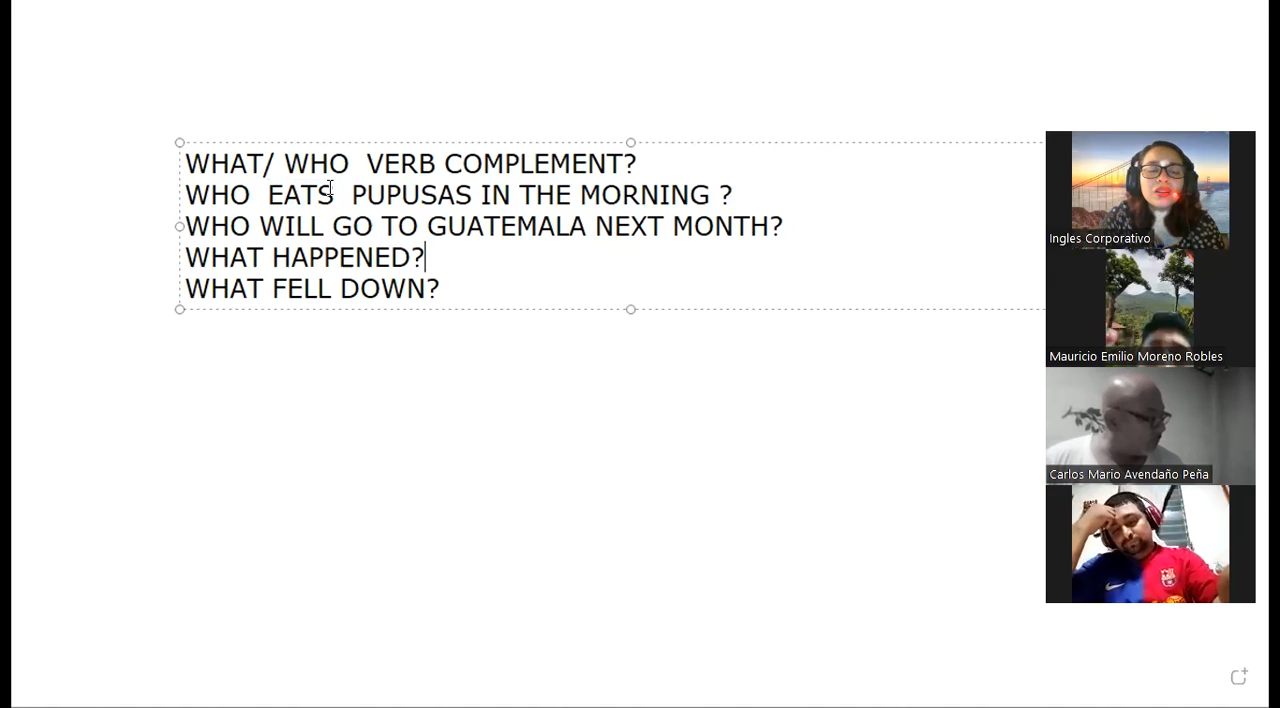 WHAT/ WHO  VERB COMPLEMENT?
WHO  EATS  PUPUSAS IN THE MORNING ?
WHO WILL GO TO GUATEMALA NEXT MONTH?
WHAT HAPPENED?
WHAT FELL DOWN?
Ingles Corporativo
Mauricio Emilio Moreno Robles
Carlos Mario Avendaño Peña